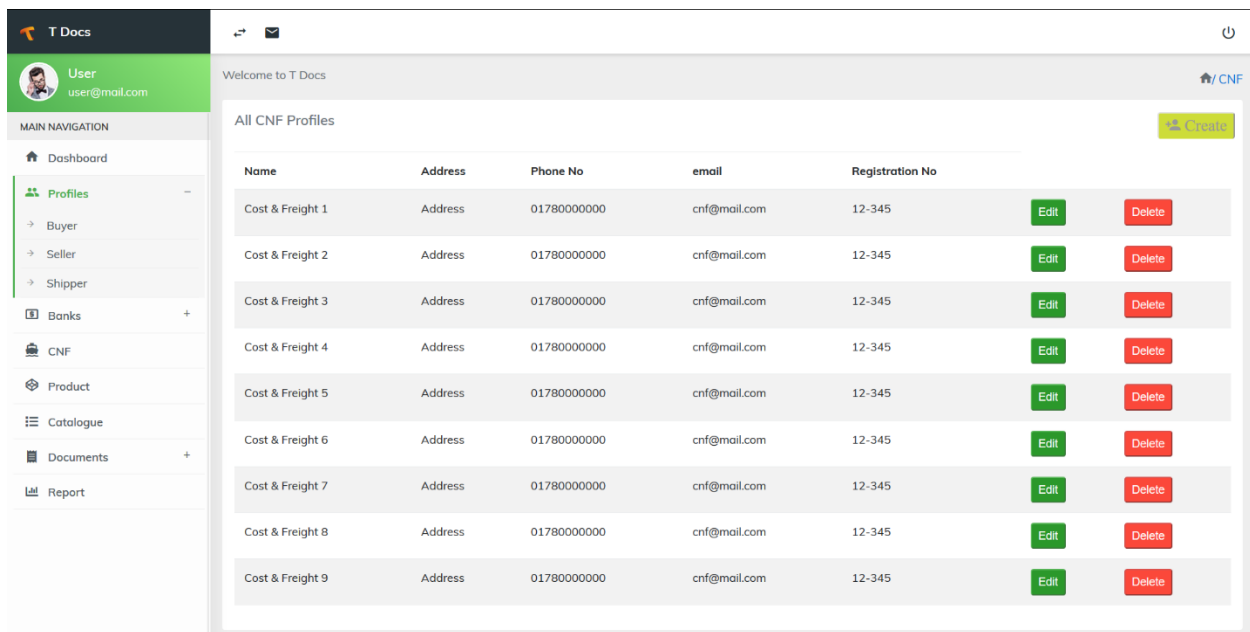 T Docs
User
user@mail.com
Welcome to T Docs
/ CNF
MAIN NAVIGATION
Dashboard
Profiles
Buyer
Seller
Shipper
Banks
CNF
Product
Catalogue
Documents
Report
All CNF Profiles
Create
Name Address Phone No email Registration No
Cost & Freight 1 Address 01780000000 cnf@mail.com 12-345 Edit Delete
Cost & Freight 2 Address 01780000000 cnf@mail.com 12-345 Edit Delete
Cost & Freight 3 Address 01780000000 cnf@mail.com 12-345 Edit Delete
Cost & Freight 4 Address 01780000000 cnf@mail.com 12-345 Edit Delete
Cost & Freight 5 Address 01780000000 cnf@mail.com 12-345 Edit Delete
Cost & Freight 6 Address 01780000000 cnf@mail.com 12-345 Edit Delete
Cost & Freight 7 Address 01780000000 cnf@mail.com 12-345 Edit Delete
Cost & Freight 8 Address 01780000000 cnf@mail.com 12-345 Edit Delete
Cost & Freight 9 Address 01780000000 cnf@mail.com 12-345 Edit Delete